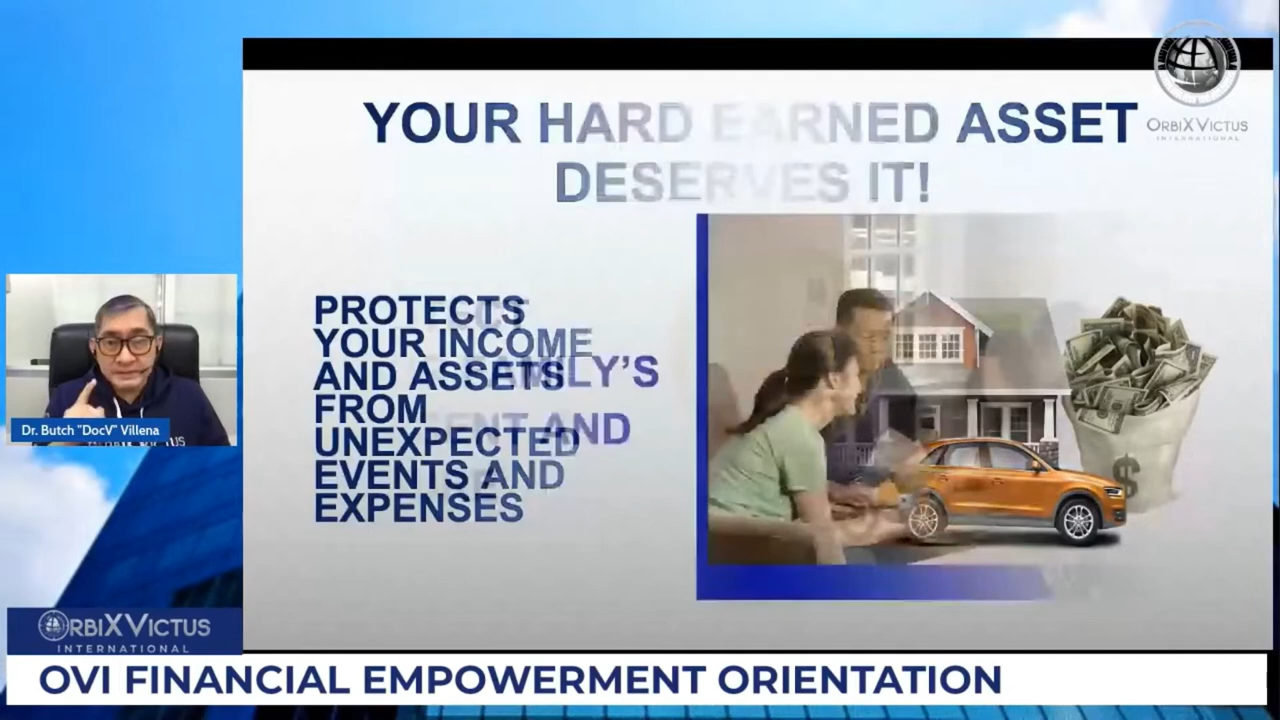 YOUR HARD EARNED ASSET
DESERVES IT!
ORBIXVICTUS
INTERNATIONAL
PROTECTS
YOUR INCOME
AND ASSETS
FROM
UNEXPECTED
EVENTS AND
EXPENSES
AND
$
Dr. Butch "DocV" Villena
ORBIXVICTUS
INTERNATIONAL
OVI FINANCIAL EMPOWERMENT ORIENTATION